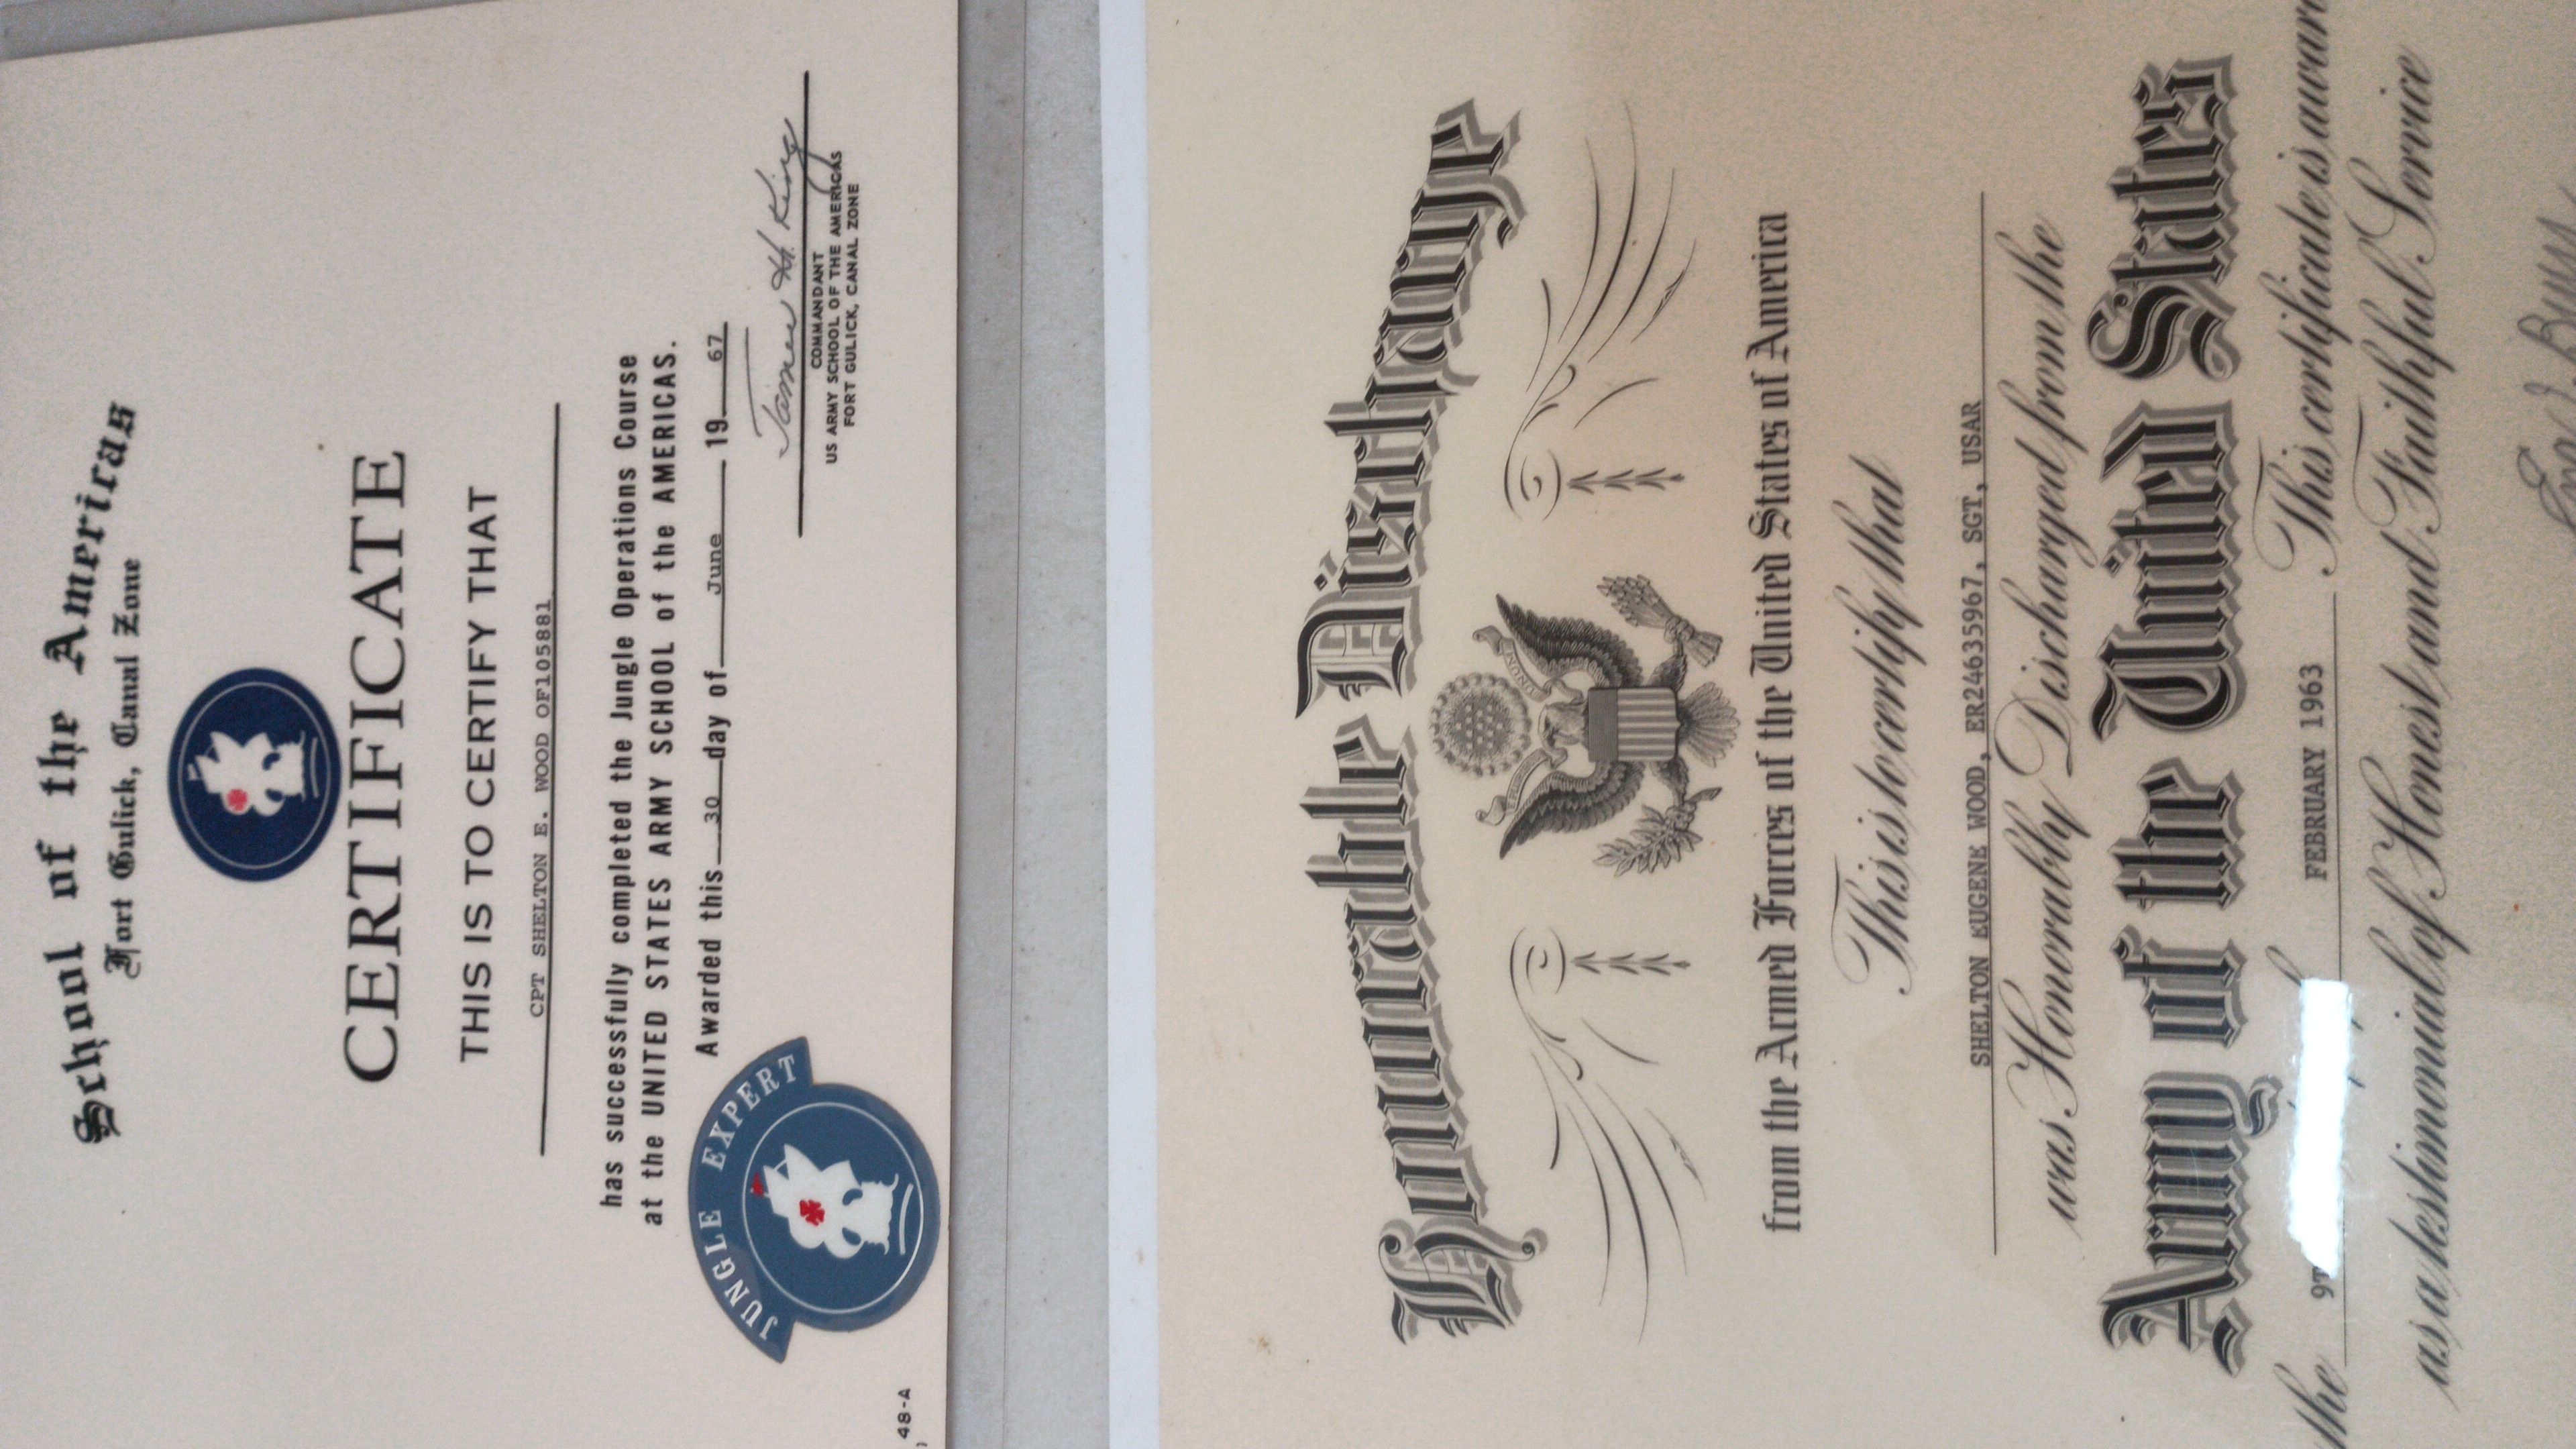 School of the Americas
Fort Gulick, Canal Zone
CERTIFICATE
THIS IS TO CERTIFY THAT
CPT SHELTON E. WOOD OF105881
has successfully completed the Jungle Operations Course
at the UNITED STATES ARMY SCHOOL of the AMERICAS.
Awarded this 30 day of June 19 67
James H. King
COMMANDANT
US ARMY SCHOOL OF THE AMERICAS
FORT GULICK, CANAL ZONE
JUNGLE EXPERT
48-A
Honorable Discharge
from the Armed Forces of the United States of America
This is to certify that
SHELTON EUGENE WOOD, ER24635967, SGT, USAR
was Honorably Discharged from the
Army of the United States
the 9T FEBRUARY 1963 This certificate is awar
as a testimonial of Honest and Faithful Service